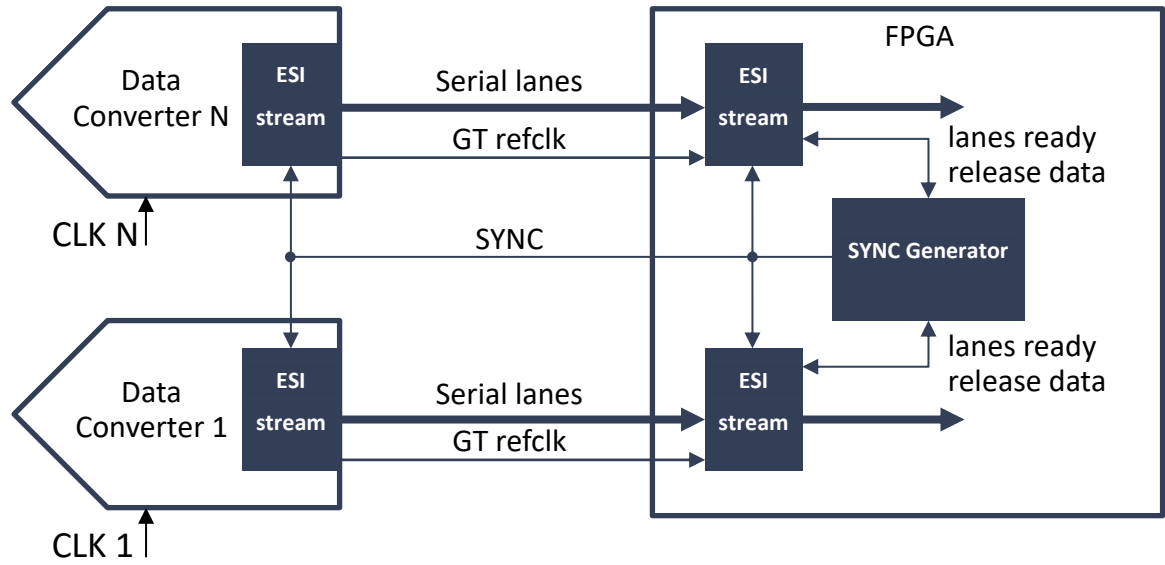 FPGA
Data
Converter N
ESI
stream
Serial lanes
GT refclk
ESI
stream
lanes ready
release data
CLK N
SYNC
SYNC Generator
Data
Converter 1
ESI
stream
Serial lanes
GT refclk
ESI
stream
lanes ready
release data
CLK 1